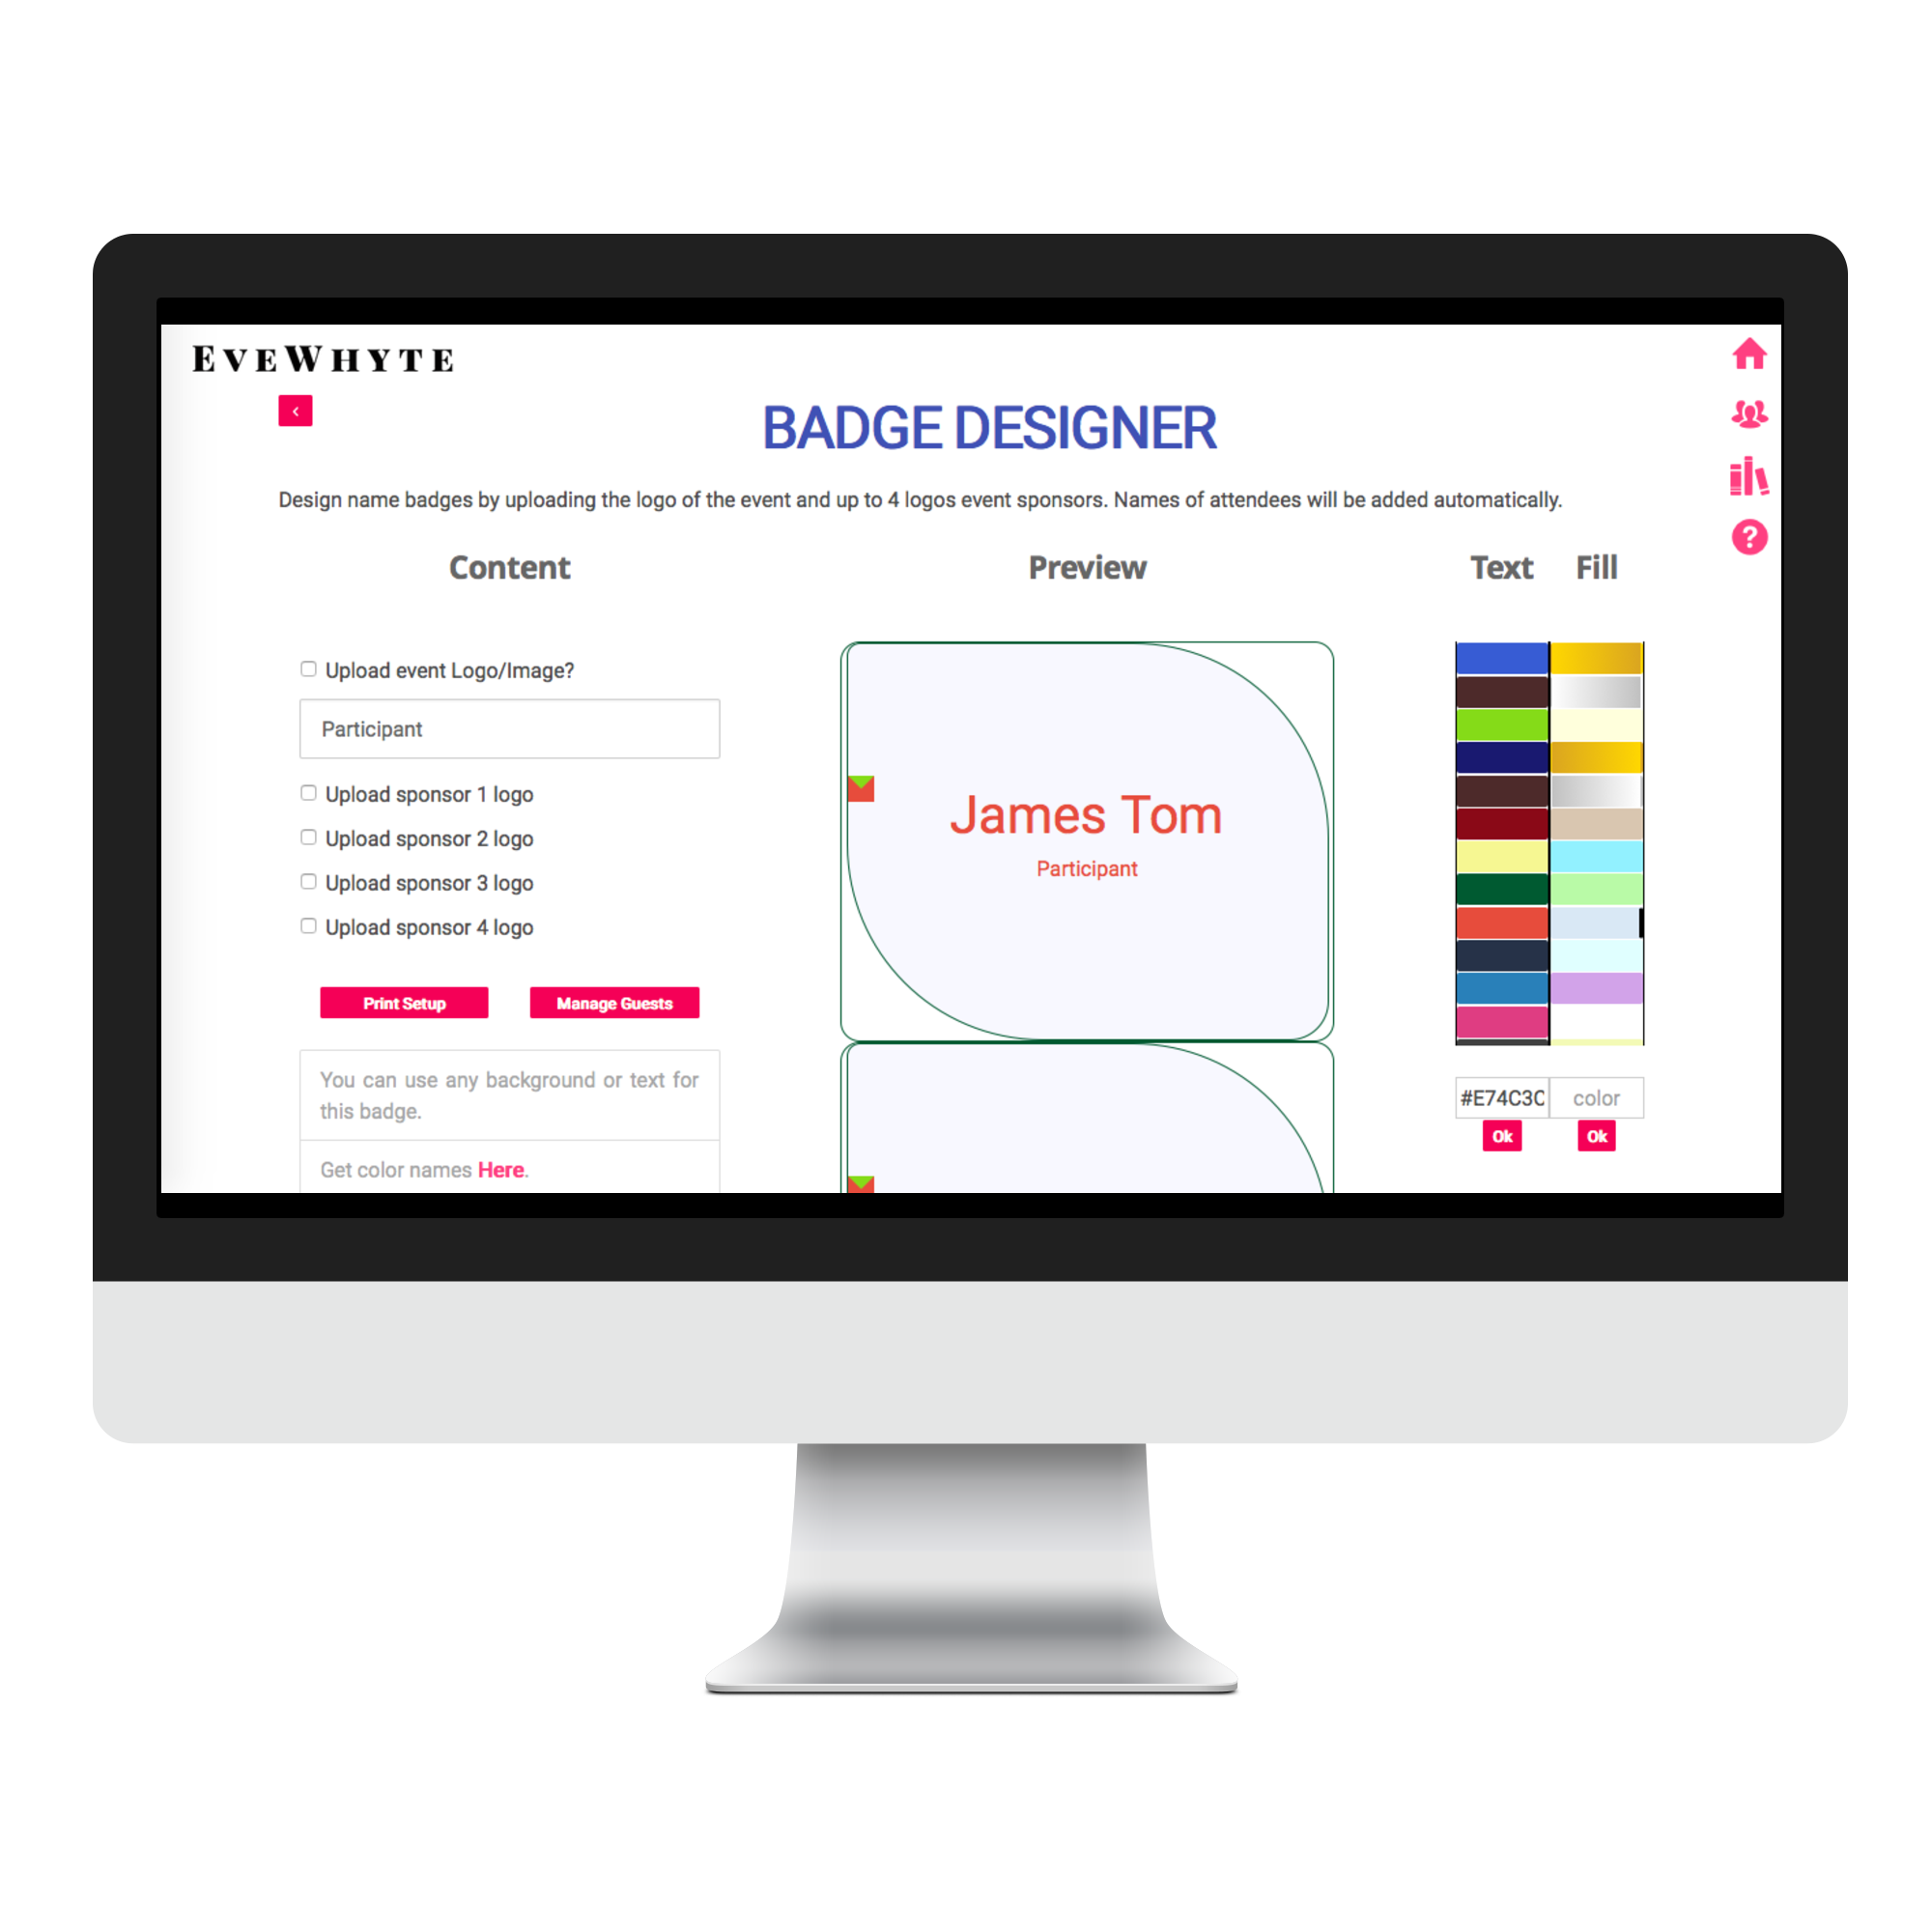 EVEWHYTE
<
BADGE DESIGNER
Design name badges by uploading the logo of the event and up to 4 logos event sponsors. Names of attendees will be added automatically.
Content
Preview
Text
Fill
Upload event Logo/Image?
Participant
Upload sponsor 1 logo
Upload sponsor 2 logo
Upload sponsor 3 logo
Upload sponsor 4 logo
Print Setup
Manage Guests
You can use any background or text for
this badge.
Get color names Here.
James Tom
Participant
#E74C3C
color
Ok
Ok
?